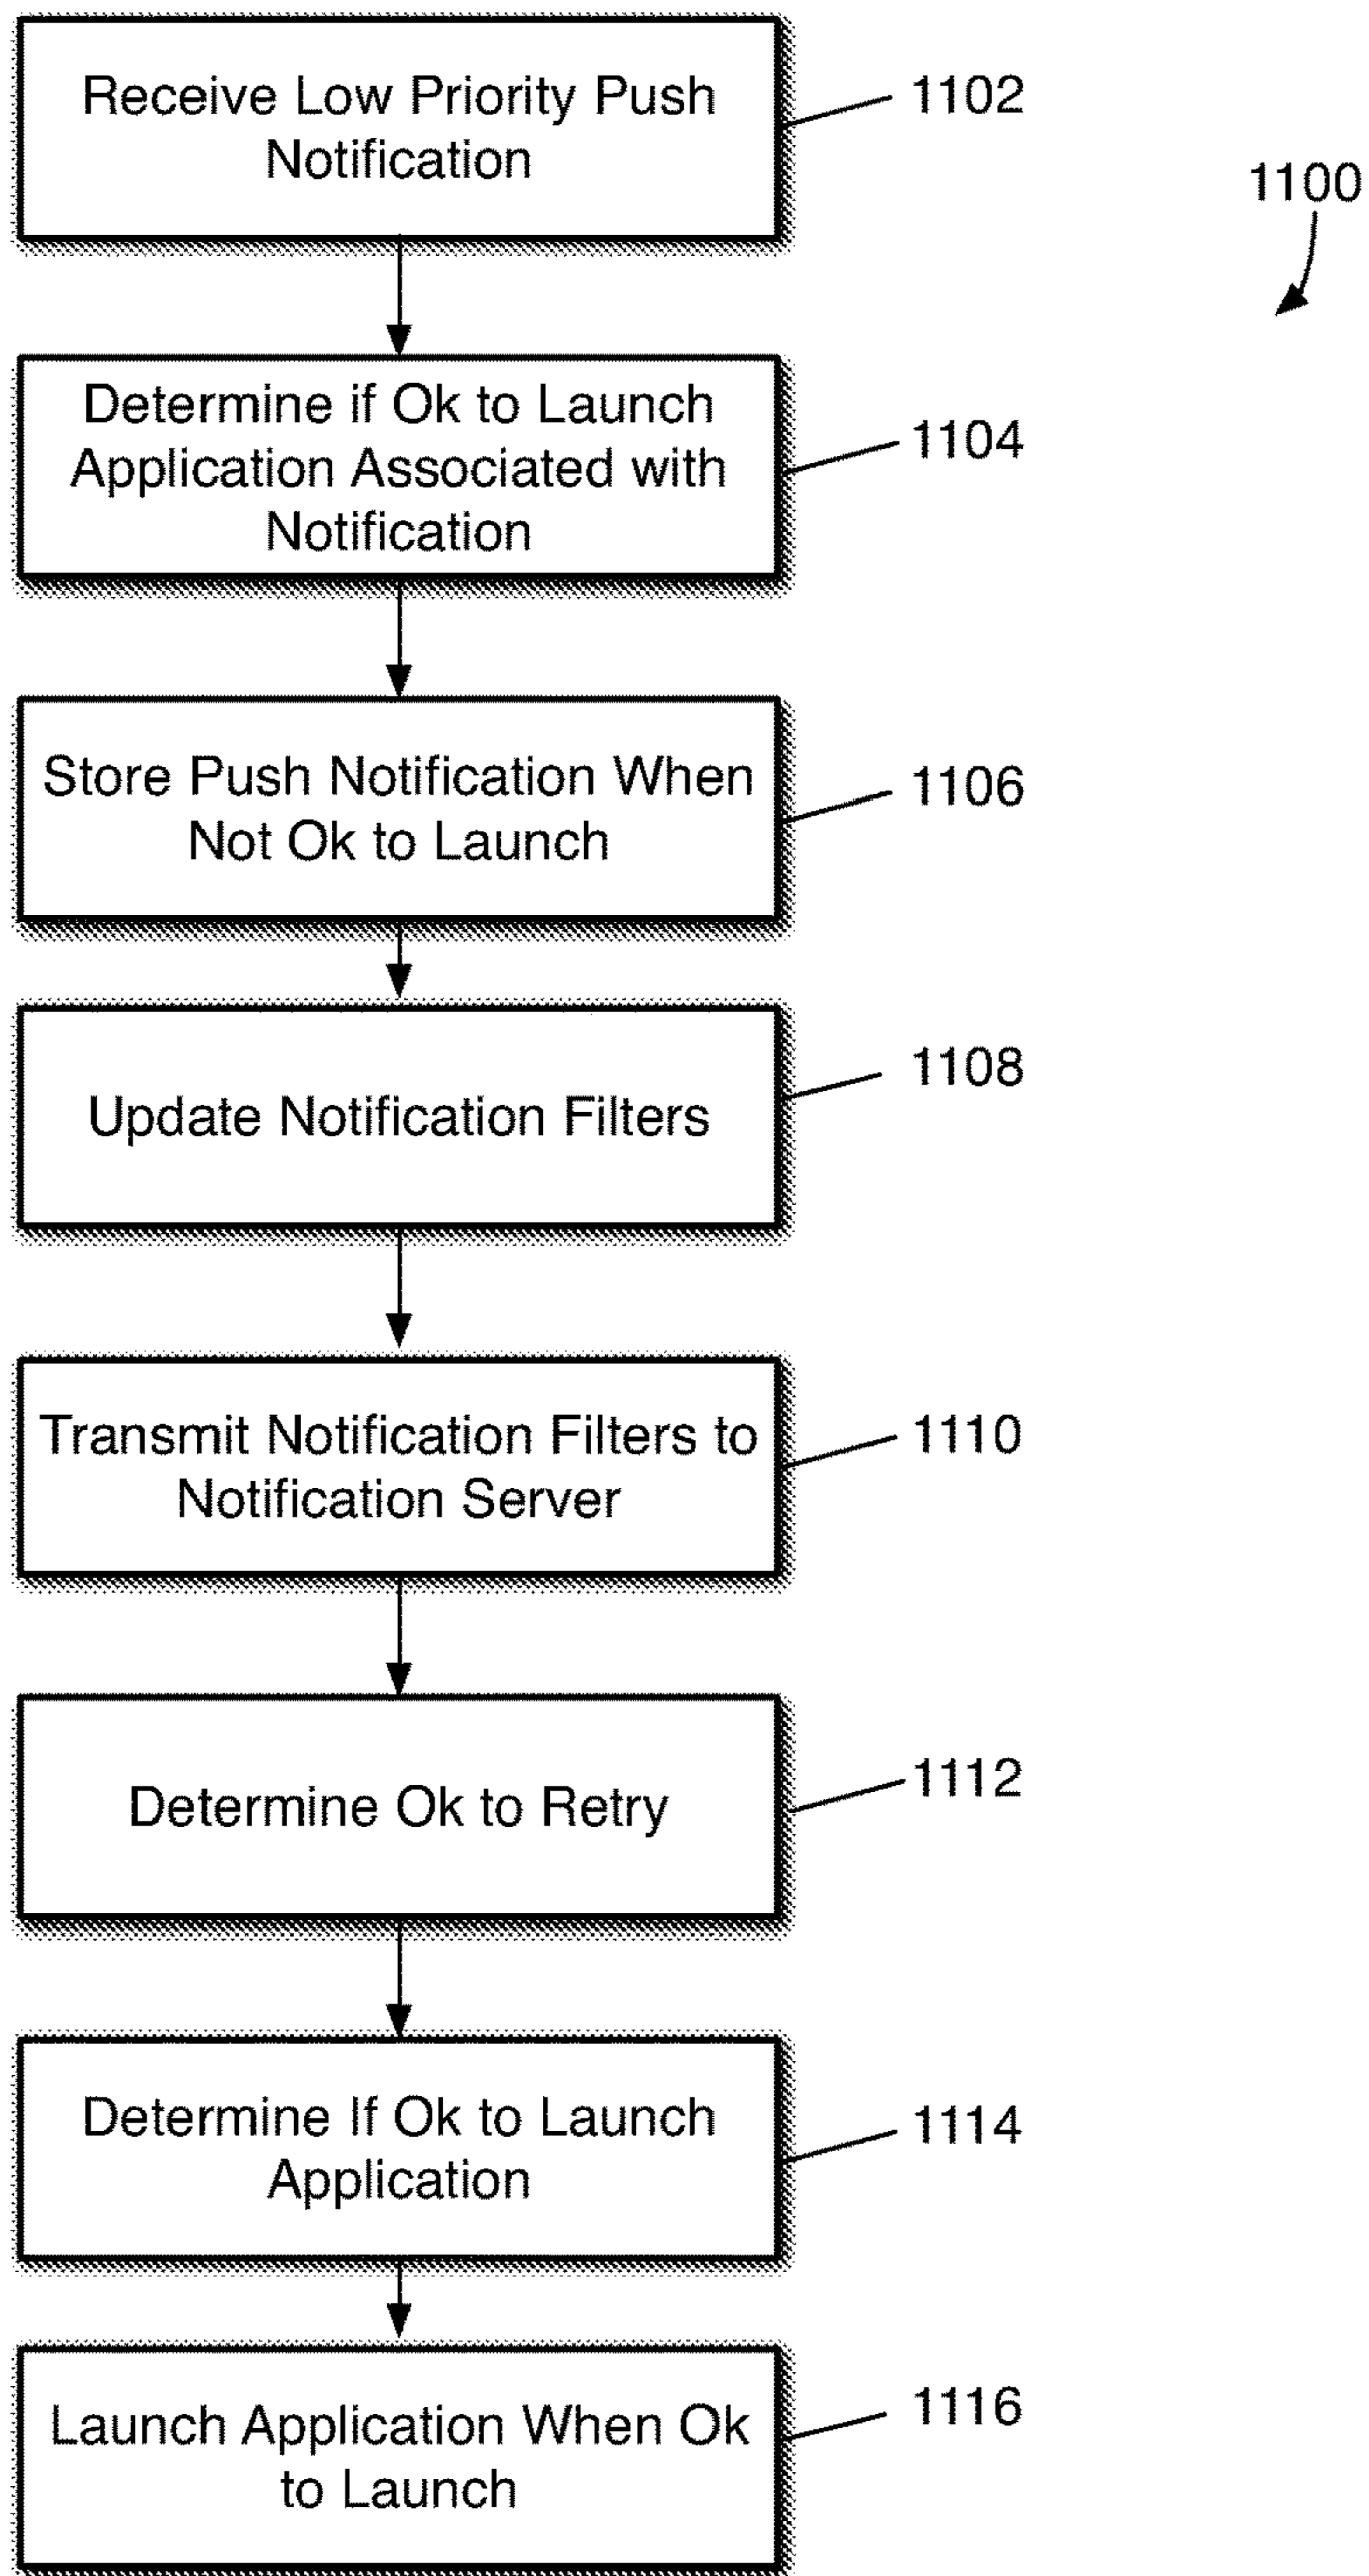 Receive Low Priority Push
Notification
1102
1100
Determine if Ok to Launch
Application Associated with
Notification
1104
Store Push Notification When
Not Ok to Launch
1106
Update Notification Filters
1108
Transmit Notification Filters to
Notification Server
1110
Determine Ok to Retry
1112
Determine If Ok to Launch
Application
1114
Launch Application When Ok
to Launch
1116